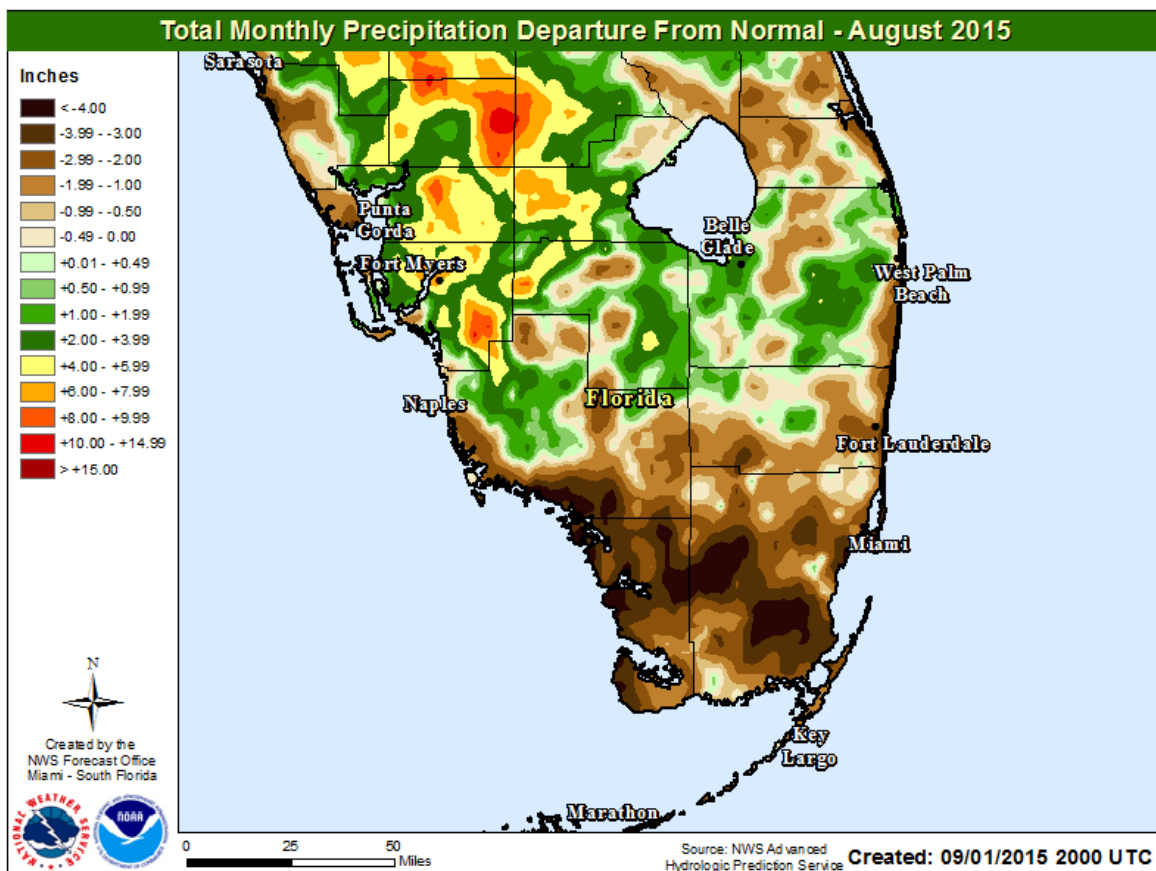 Total Monthly Precipitation Departure From Normal - August 2015
Inches
< -4.00
-3.99 - -3.00
-2.99 - -2.00
-1.99 - -1.00
-0.99 - -0.50
-0.49 - 0.00
+0.01 - +0.49
+0.50 - +0.99
+1.00 - +1.99
+2.00 - +3.99
+4.00 - +5.99
+6.00 - +7.99
+8.00 - +9.99
+10.00 - +14.99
> +15.00
Sarasota
Punta
Gorda
Fort Myers
Belle
Glade
West Palm
Beach
Naples
Florida
Fort Lauderdale
Miami
Key
Largo
Marathon
N
Created by the
NWS Forecast Office
Miami - South Florida
NATIONAL WEATHER SERVICE
NOAA
0 25 50
Miles
Source: NWS Advanced
Hydrologic Prediction Service
Created: 09/01/2015 2000 UTC